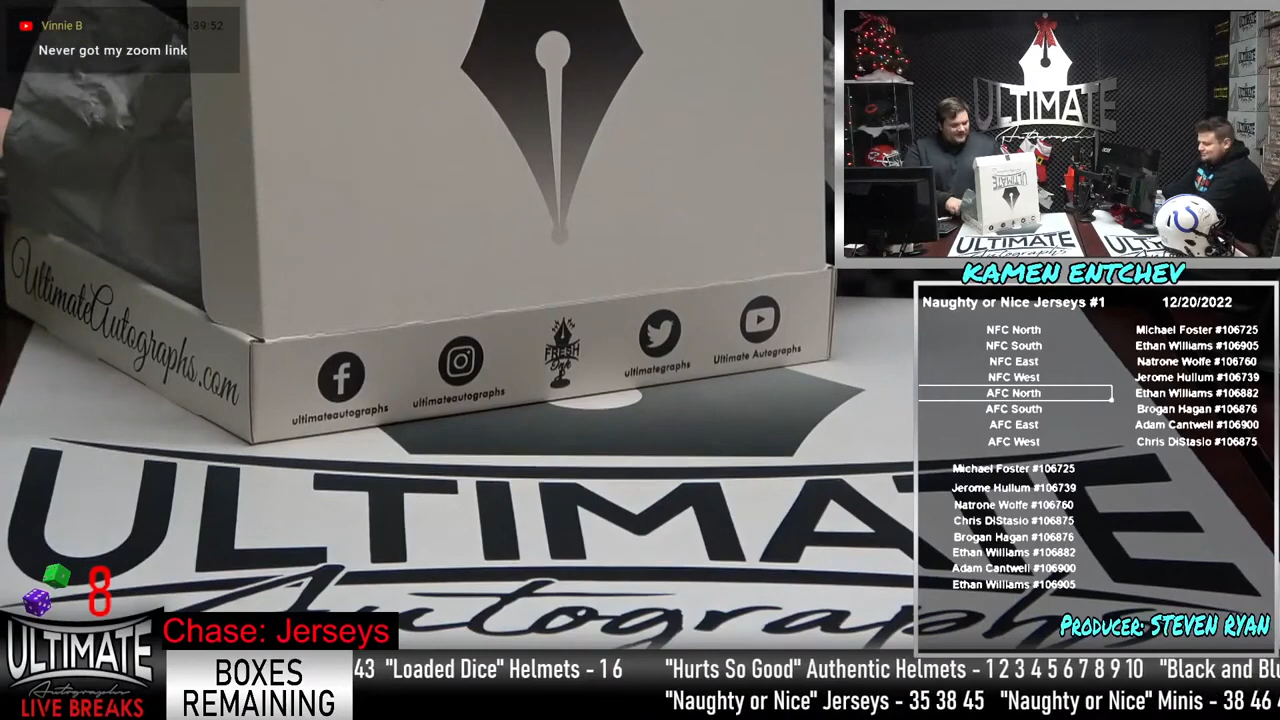 Vinnie B
39:52
Never got my zoom link
UltimateAutographs.com
ultimateautographs
ultimateautographs
FRESH
Ink
ultimategraphs
Ultimate Autographs
ULTIMATE
Autographs
ULTIMATE
Autographs
ULTIMATE
ULTIMATE
Autographs
KAMEN ENTCHEV
Naughty or Nice Jerseys #1 12/20/2022
NFC North Michael Foster #106725
NFC South Ethan Williams #106905
NFC East Natrone Wolfe #106760
NFC West Jerome Hullum #106739
AFC North Ethan Williams #106882
AFC South Brogan Hagan #106876
AFC East Adam Cantwell #106900
AFC West Chris DiStasio #106875
Michael Foster #106725
Jerome Hullum #106739
Natrone Wolfe #106760
Chris DiStasio #106875
Brogan Hagan #106876
Ethan Williams #106882
Adam Cantwell #106900
Ethan Williams #106905
Producer: STEVEN RYAN
8
ULTIMATE
Autographs
LIVE BREAKS
Chase: Jerseys
BOXES
REMAINING
43 "Loaded Dice" Helmets - 1 6 "Hurts So Good" Authentic Helmets - 1 2 3 4 5 6 7 8 9 10 "Black and Blu
"Naughty or Nice" Jerseys - 35 38 45 "Naughty or Nice" Minis - 38 46